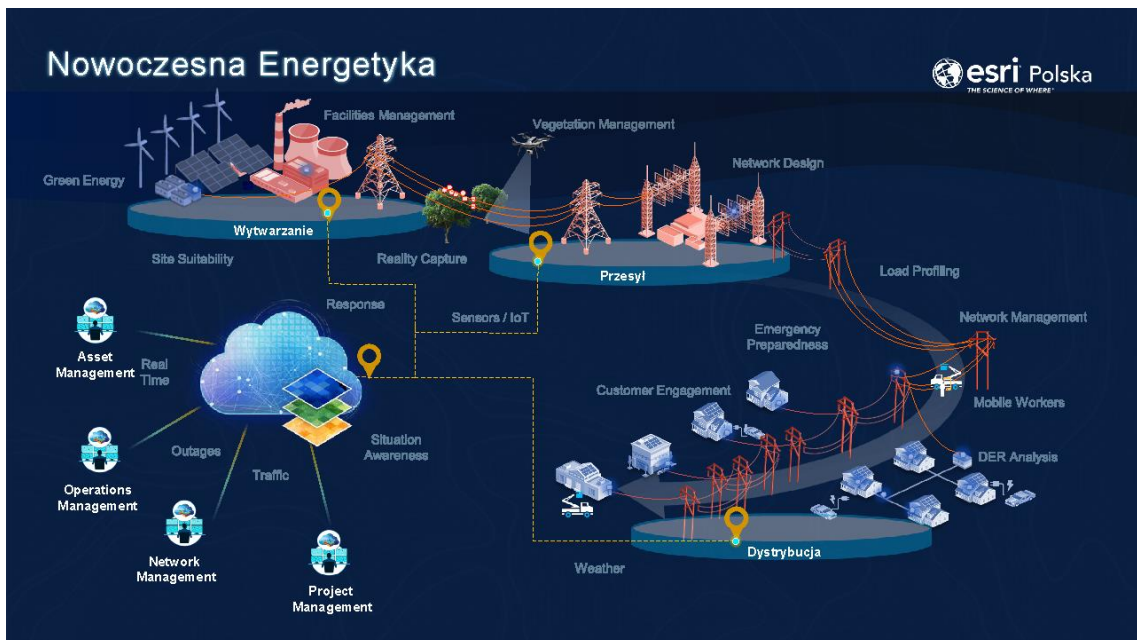 Nowoczesna Energetyka
esri Polska
THE SCIENCE OF WHERE®
Facilities Management
Vegetation Management
Network Design
Green Energy
Wytwarzanie
Site Suitability
Reality Capture
Przesył
Load Profiling
Response
Sensors / IoT
Network Management
Emergency
Preparedness
Asset
Management
Real
Time
Customer Engagement
Mobile Workers
Outages
Traffic
Situation
Awareness
DER Analysis
Operations
Management
Network
Management
Project
Management
Dystrybucja
Weather